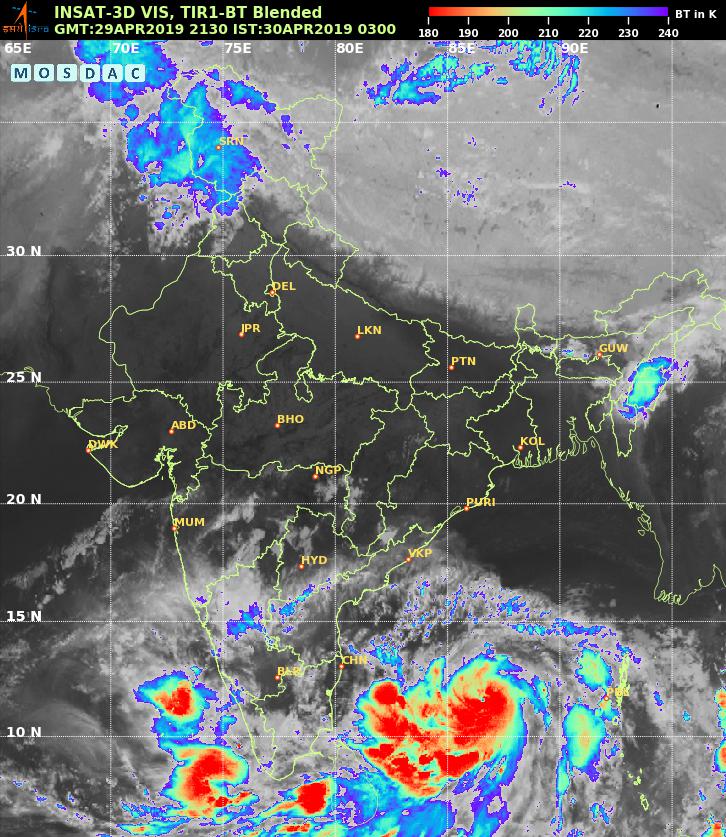 INSAT-3D VIS, TIR1-BT Blended
GMT:29APR2019 2130 IST:30APR2019 0300
BT in K
180 190 200 210 220 230 240
65E 70E 75E 80E 85E 90E
MOSDAC
SRN
30 N
DEL
JPR
LKN
GUW
PTN
25 N
ABD
BHO
DWK
KOL
NGP
20 N
PURI
MUM
VKP
HYD
15 N
CHN
BLR
PBL
10 N